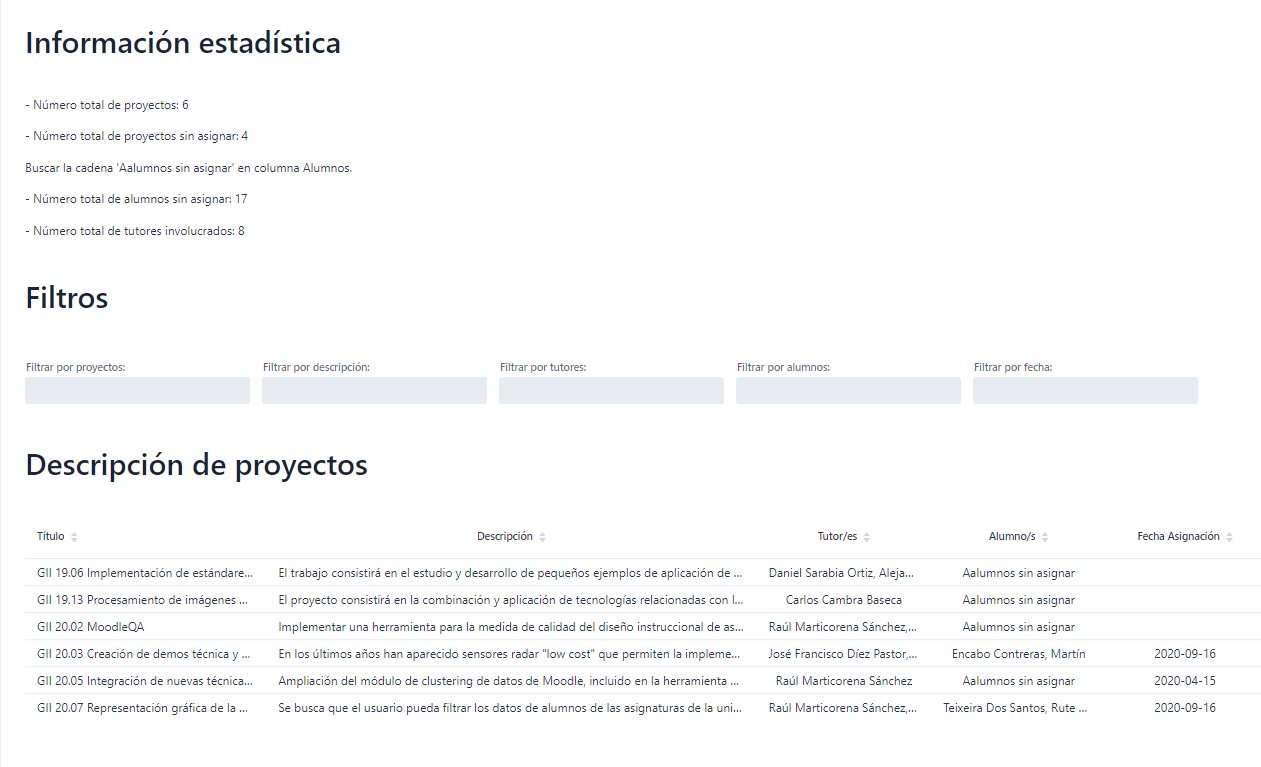 Información estadística
- Número total de proyectos: 6
- Número total de proyectos sin asignar: 4
Buscar la cadena 'Aalumnos sin asignar' en columna Alumnos.
- Número total de alumnos sin asignar: 17
- Número total de tutores involucrados: 8
Filtros
Filtrar por proyectos: Filtrar por descripción: Filtrar por tutores: Filtrar por alumnos: Filtrar por fecha:
Descripción de proyectos
Título Descripción Tutor/es Alumno/s Fecha Asignación
GII 19.06 Implementación de estándare... El trabajo consistirá en el estudio y desarrollo de pequeños ejemplos de aplicación de ... Daniel Sarabia Ortiz, Aleja... Aalumnos sin asignar
GII 19.13 Procesamiento de imágenes ... El proyecto consistirá en la combinación y aplicación de tecnologías relacionadas con l... Carlos Cambra Baseca Aalumnos sin asignar
GII 20.02 MoodleQA Implementar una herramienta para la medida de calidad del diseño instruccional de as... Raúl Marticorena Sánchez,... Aalumnos sin asignar
GII 20.03 Creación de demos técnica y ... En los últimos años han aparecido sensores radar "low cost" que permiten la impleme... José Francisco Díez Pastor,... Encabo Contreras, Martín 2020-09-16
GII 20.05 Integración de nuevas técnica... Ampliación del módulo de clustering de datos de Moodle, incluido en la herramienta ... Raúl Marticorena Sánchez Aalumnos sin asignar 2020-04-15
GII 20.07 Representación gráfica de la ... Se busca que el usuario pueda filtrar los datos de alumnos de las asignaturas de la uni... Raúl Marticorena Sánchez,... Teixeira Dos Santos, Rute ... 2020-09-16